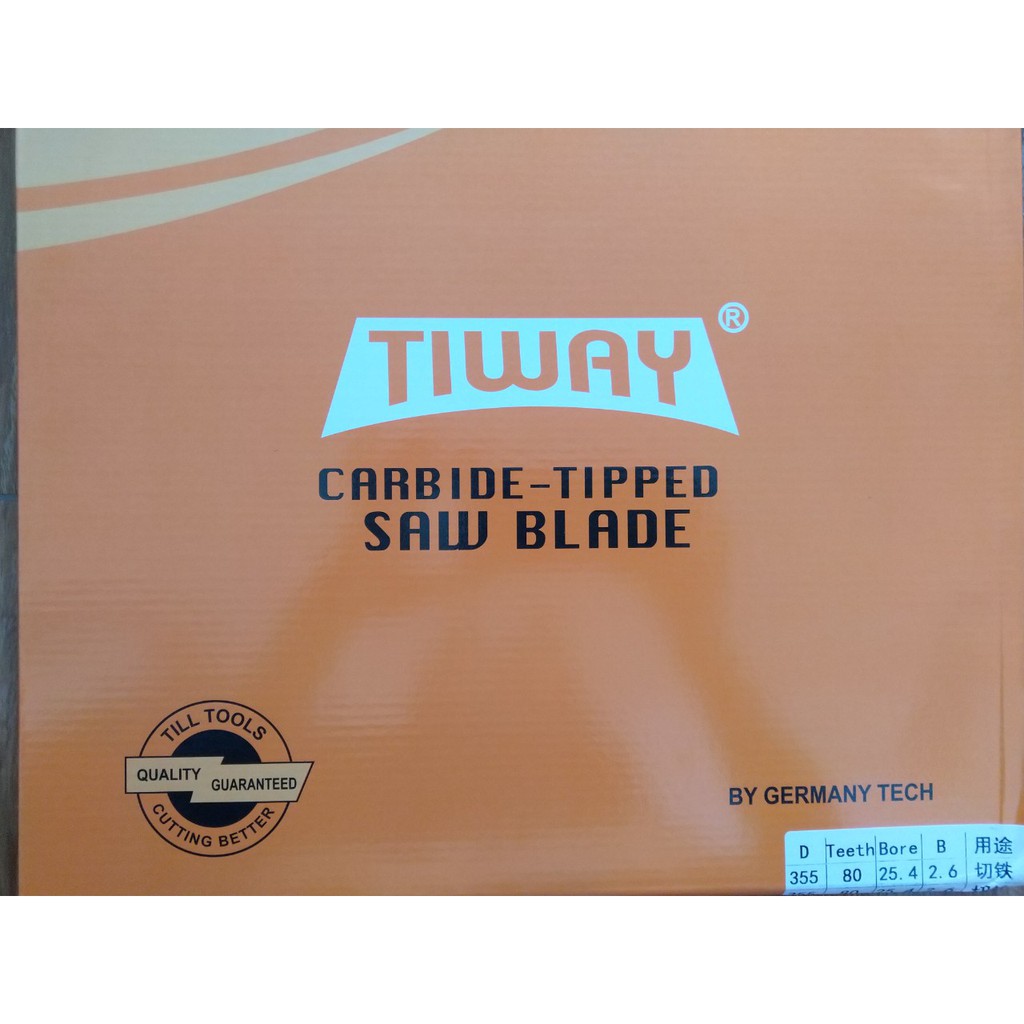 TIWAY®
CARBIDE-TIPPED
SAW BLADE
TILL TOOLS
QUALITY GUARANTEED
CUTTING BETTER
BY GERMANY TECH
D Teeth Bore B 用途
355 80 25.4 2.6 切铁